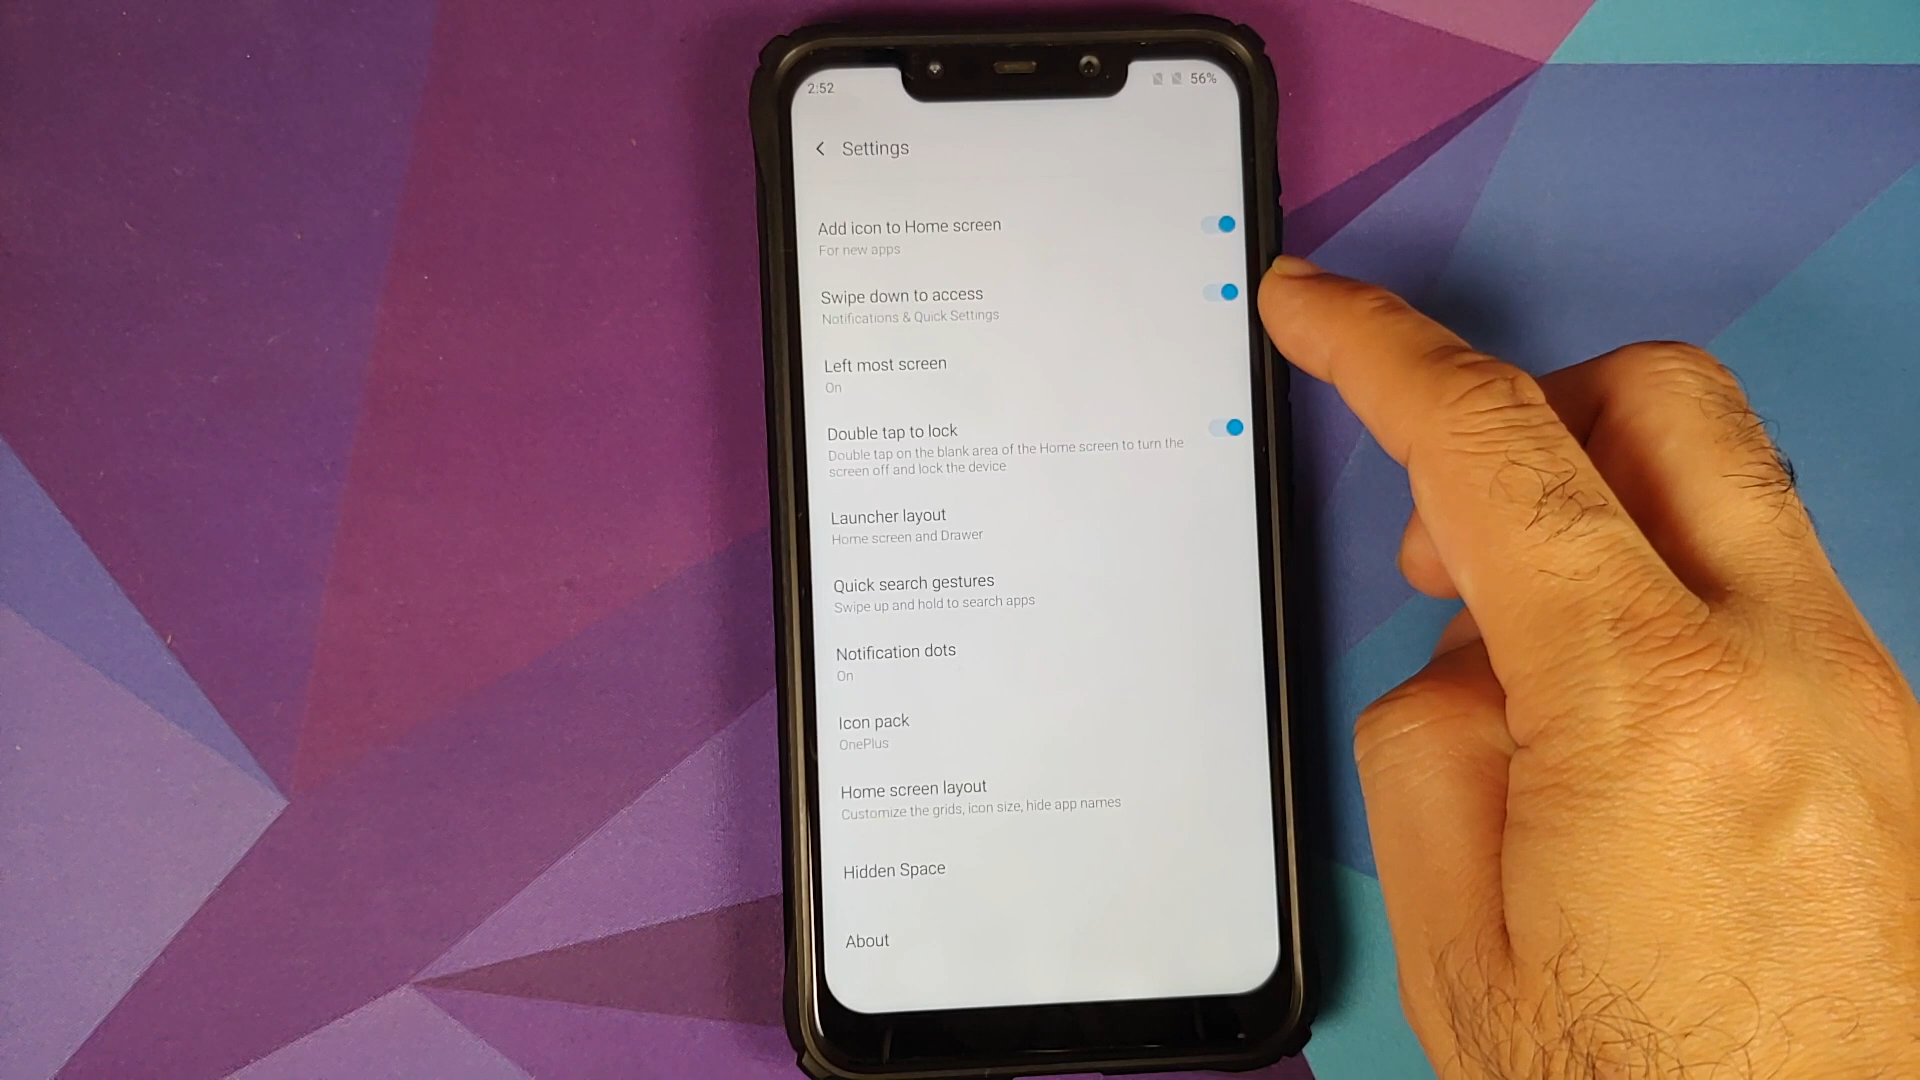 2:52
56%
Settings
Add icon to Home screen
For new apps
Swipe down to access
Notifications & Quick Settings
Left most screen
On
Double tap to lock
Double tap on the blank area of the Home screen to turn the
screen off and lock the device
Launcher layout
Home screen and Drawer
Quick search gestures
Swipe up and hold to search apps
Notification dots
On
Icon pack
OnePlus
Home screen layout
Customize the grids, icon size, hide app names
Hidden Space
About